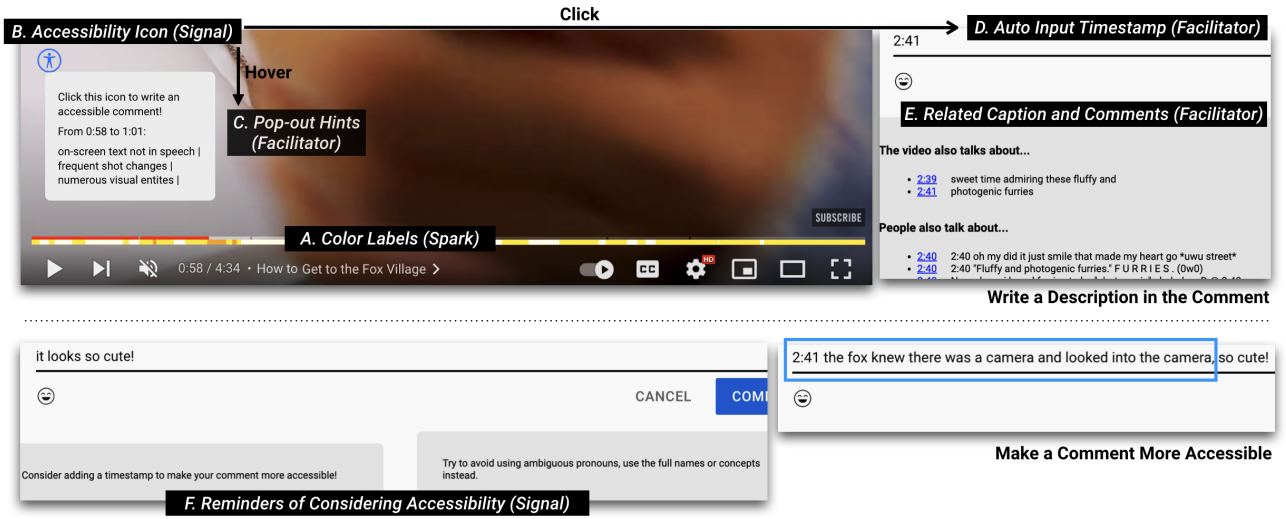 Click
B. Accessibility Icon (Signal)
D. Auto Input Timestamp (Facilitator)
2:41
Hover
Click this icon to write an
accessible comment!
From 0:58 to 1:01:
on-screen text not in speech |
frequent shot changes |
numerous visual entites |
C. Pop-out Hints
(Facilitator)
E. Related Caption and Comments (Facilitator)
The video also talks about...
• 2:39 sweet time admiring these fluffy and
• 2:41 photogenic furries
SUBSCRIBE
People also talk about...
A. Color Labels (Spark)
• 2:40 2:40 oh my did it just smile that made my heart go *uwu street*
• 2:40 2:40 "Fluffy and photogenic furries." F U R R I E S . (0w0)
0:58 / 4:34 • How to Get to the Fox Village
CC
HD
Write a Description in the Comment
it looks so cute!
CANCEL
COM
Consider adding a timestamp to make your comment more accessible!
Try to avoid using ambiguous pronouns, use the full names or concepts
instead.
F. Reminders of Considering Accessibility (Signal)
2:41 the fox knew there was a camera and looked into the camera, so cute!
Make a Comment More Accessible